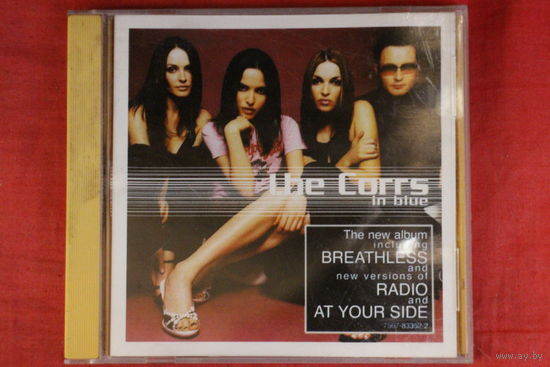 the Corrs
in blue
The new album
including
BREATHLESS
and
new versions of
RADIO
and
AT YOUR SIDE
7567-83352-2
www.ay.by